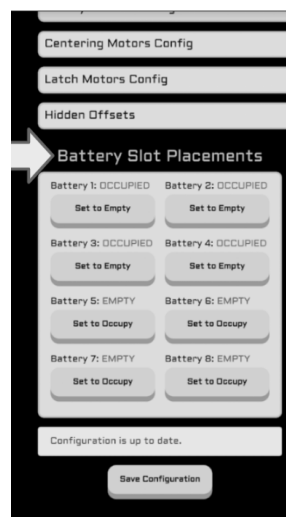 Centering Motors Config
Latch Motors Config
Hidden Offsets
Battery Slot Placements
Battery 1: OCCUPIED Battery 2: OCCUPIED
Set to Empty Set to Empty
Battery 3: OCCUPIED Battery 4: OCCUPIED
Set to Empty Set to Empty
Battery 5: EMPTY Battery 6: EMPTY
Set to Occupy Set to Occupy
Battery 7: EMPTY Battery 8: EMPTY
Set to Occupy Set to Occupy
Configuration is up to date.
Save Configuration